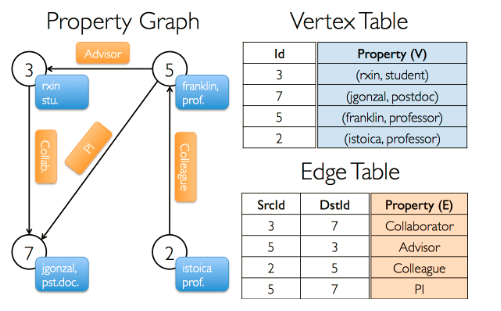 Property Graph
Advisor
3
5
rxin
stu.
franklin,
prof.
Collab.
PI
Colleague
7
2
jgonzal,
pst.doc.
istoica
prof.
Vertex Table
Id Property (V)
3 (rxin, student)
7 (jgonzal, postdoc)
5 (franklin, professor)
2 (istoica, professor)
Edge Table
SrcId DstId Property (E)
3 7 Collaborator
5 3 Advisor
2 5 Colleague
5 7 PI